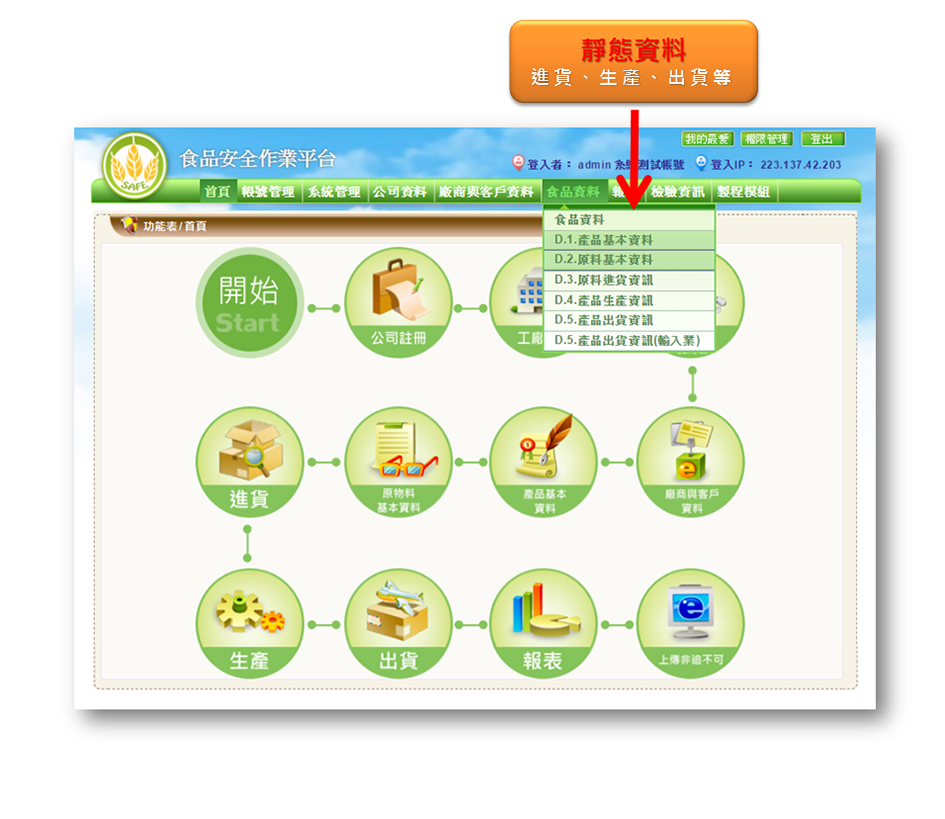 靜態資料
進貨、生產、出貨等
我的最愛 權限管理 登出
SAFE
食品安全作業平台
登入者： admin 系統測試帳號 登入IP： 223.137.42.203
首頁 帳號管理 系統管理 公司資料 廠商與客戶資料 食品資料 檢驗資訊 製程模組
功能表/首頁
食品資料
D.1.產品基本資料
D.2.原料基本資料
D.3.原料進貨資訊
D.4.產品生產資訊
D.5.產品出貨資訊
D.5.產品出貨資訊(輸入業)
開始
Start
公司註冊
工廠
進貨
原物料
基本資料
產品基本
資料
廠商與客戶
資料
生產
出貨
報表
上傳非追不可